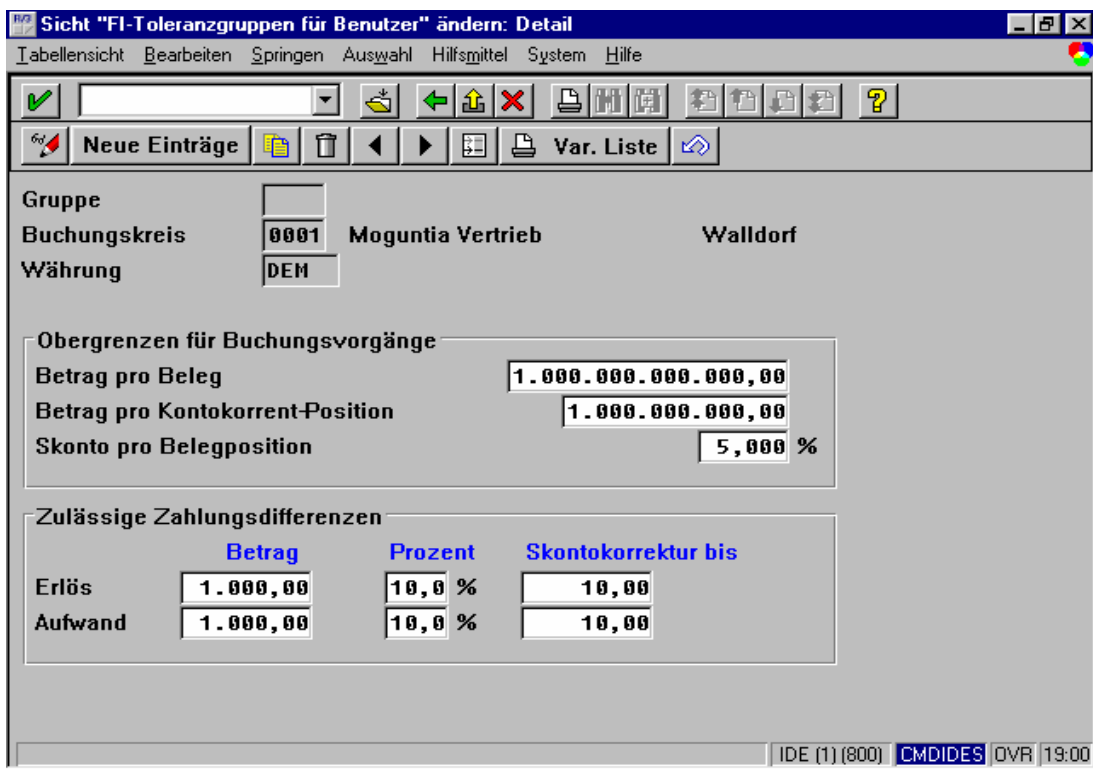 R/3 Sicht "FI-Toleranzgruppen für Benutzer" ändern: Detail
Tabellensicht Bearbeiten Springen Auswahl Hilfsmittel System Hilfe
Neue Einträge Var. Liste
Gruppe
Buchungskreis 0001 Moguntia Vertrieb Walldorf
Währung DEM
Obergrenzen für Buchungsvorgänge
Betrag pro Beleg 1.000.000.000.000,00
Betrag pro Kontokorrent-Position 1.000.000.000,00
Skonto pro Belegposition 5,000 %
Zulässige Zahlungsdifferenzen
Betrag Prozent Skontokorrektur bis
Erlös 1.000,00 10,0 % 10,00
Aufwand 1.000,00 10,0 % 10,00
IDE (1) (800) CMDIDES OVR 19:00